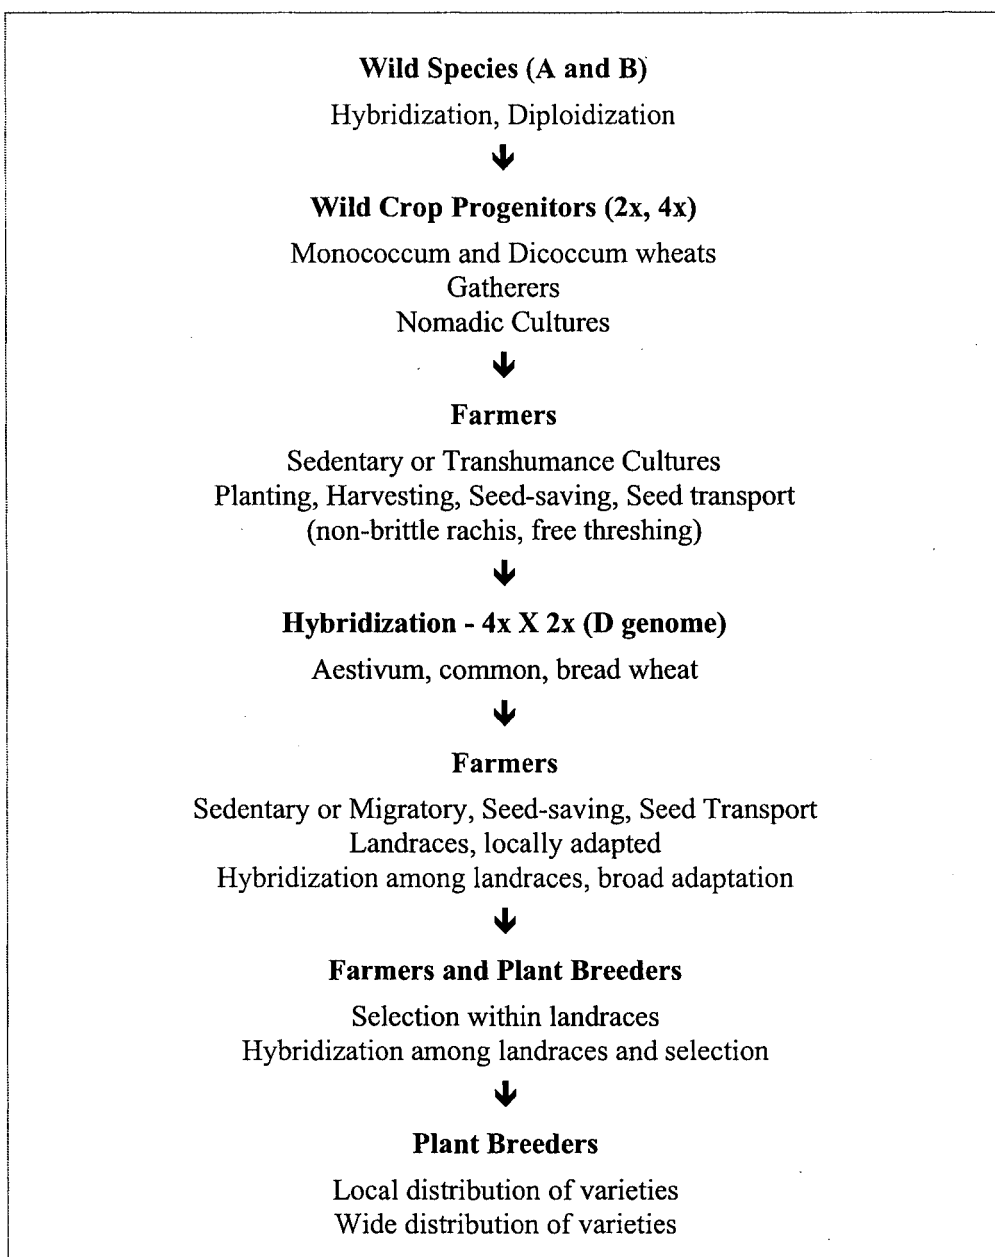 Wild Species (A and B)
Hybridization, Diploidization
↓
Wild Crop Progenitors (2x, 4x)
Monococcum and Dicoccum wheats
Gatherers
Nomadic Cultures
↓
Farmers
Sedentary or Transhumance Cultures
Planting, Harvesting, Seed-saving, Seed transport
(non-brittle rachis, free threshing)
↓
Hybridization - 4x X 2x (D genome)
Aestivum, common, bread wheat
↓
Farmers
Sedentary or Migratory, Seed-saving, Seed Transport
Landraces, locally adapted
Hybridization among landraces, broad adaptation
↓
Farmers and Plant Breeders
Selection within landraces
Hybridization among landraces and selection
↓
Plant Breeders
Local distribution of varieties
Wide distribution of varieties